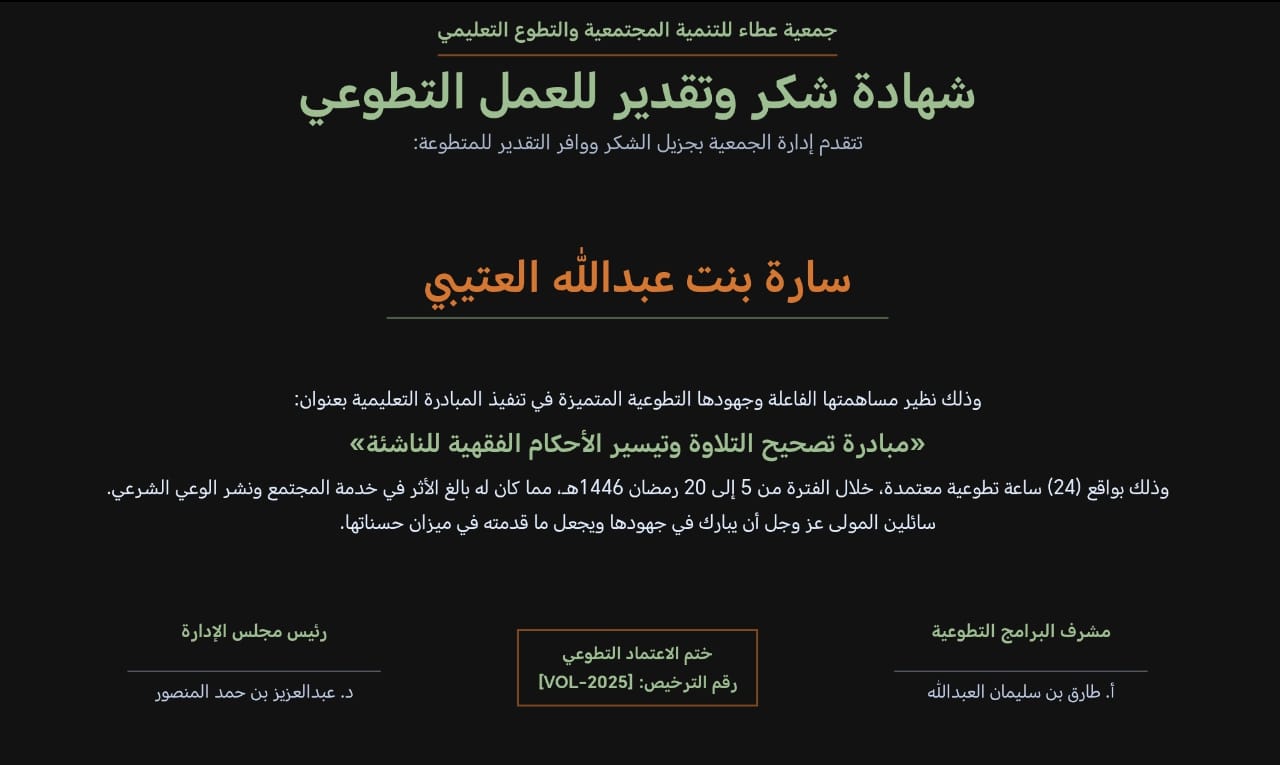 جمعية عطاء للتنمية المجتمعية والتطوع التعليمي
شهادة شكر وتقدير للعمل التطوعي
تتقدم إدارة الجمعية بجزيل الشكر ووافر التقدير للمتطوعة:
سارة بنت عبدالله العتيبي
وذلك نظير مساهمتها الفاعلة وجهودها التطوعية المتميزة في تنفيذ المبادرة التعليمية بعنوان:
«مبادرة تصحيح التلاوة وتيسير الأحكام الفقهية للناشئة»
وذلك بواقع (24) ساعة تطوعية معتمدة، خلال الفترة من 5 إلى 20 رمضان 1446هـ، مما كان له بالغ الأثر في خدمة المجتمع ونشر الوعي الشرعي.
سائلين المولى عز وجل أن يبارك في جهودها ويجعل ما قدمته في ميزان حسناتها.
مشرف البرامج التطوعية
أ. طارق بن سليمان العبدالله
ختم الاعتماد التطوعي
رقم الترخيص: [VOL-2025]
رئيس مجلس الإدارة
د. عبدالعزيز بن حمد المنصور